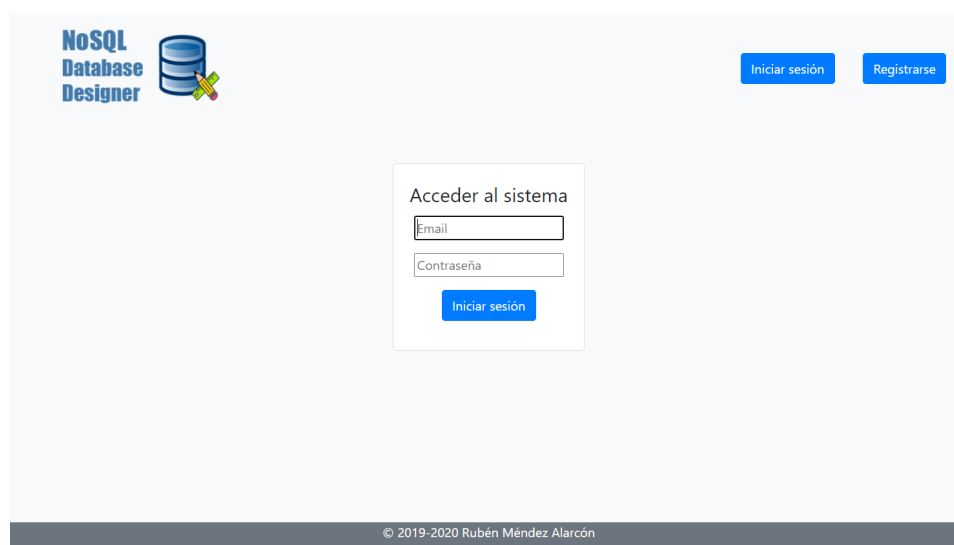 NoSQL
Database
Designer
Iniciar sesión
Registrarse
Acceder al sistema
Email
Contraseña
Iniciar sesión
© 2019-2020 Rubén Méndez Alarcón